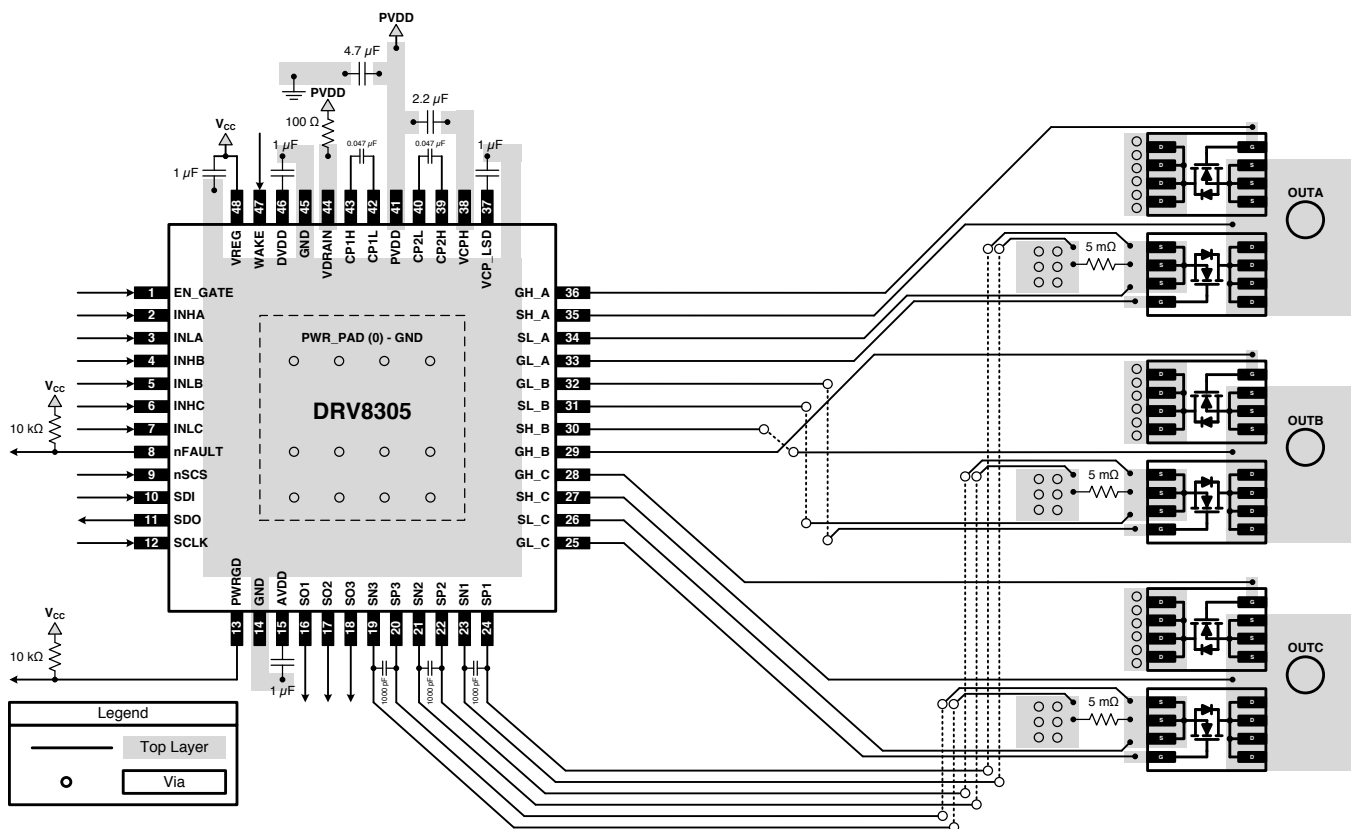 PVDD
4.7 µF
PVDD
2.2 µF
100 Ω
VCC
1 µF
0.047 µF
0.047 µF
1 µF
1 µF
48
47
46
45
44
43
42
41
40
39
38
37
VREG
WAKE
DVDD
GND
VDRAIN
CP1H
CP1L
PVDD
CP2L
CP2H
VCPH
VCP_LSD
1 EN_GATE
2 INHA
3 INLA
4 INHB
5 INLB
6 INHC
7 INLC
8 nFAULT
9 nSCS
10 SDI
11 SDO
12 SCLK
VCC
10 kΩ
PWR_PAD (0) - GND
DRV8305
GH_A 36
SH_A 35
SL_A 34
GL_A 33
GL_B 32
SL_B 31
SH_B 30
GH_B 29
GH_C 28
SH_C 27
SL_C 26
GL_C 25
PWRGD
GND
AVDD
SO1
SO2
SO3
SN3
SP3
SN2
SP2
SN1
SP1
13
14
15
16
17
18
19
20
21
22
23
24
VCC
10 kΩ
1 µF
1000 pF
1000 pF
1000 pF
D G
D S
D S
D S
OUTA
5 mΩ
S D
S D
S D
G D
D G
D S
D S
D S
OUTB
5 mΩ
S D
S D
S D
G D
D G
D S
D S
D S
OUTC
5 mΩ
S D
S D
S D
G D
Legend
Top Layer
Via